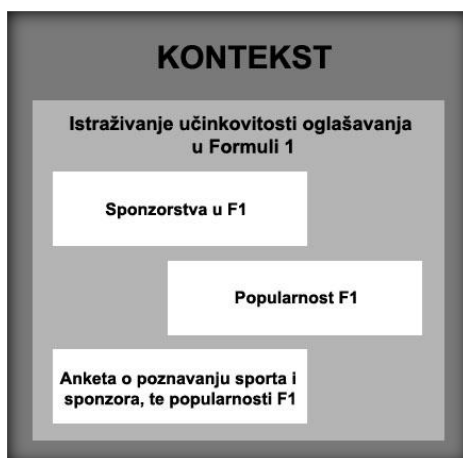 KONTEKST
Istraživanje učinkovitosti oglašavanja
u Formuli 1
Sponzorstva u F1
Popularnost F1
Anketa o poznavanju sporta i
sponzora, te popularnosti F1